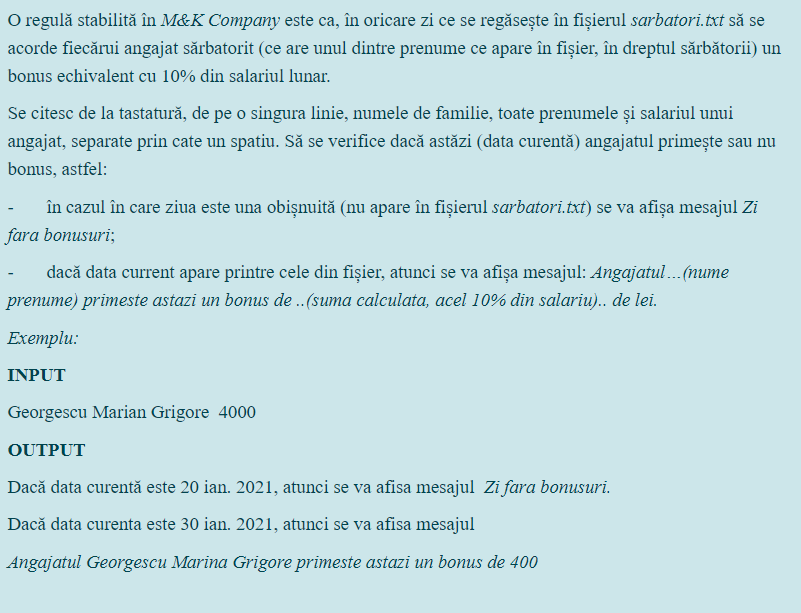 O regulă stabilită în M&K Company este ca, în oricare zi ce se regăsește în fișierul sarbatori.txt să se
acorde fiecărui angajat sărbatorit (ce are unul dintre prenume ce apare în fișier, în dreptul sărbătorii) un
bonus echivalent cu 10% din salariul lunar.
Se citesc de la tastatură, de pe o singura linie, numele de familie, toate prenumele și salariul unui
angajat, separate prin cate un spatiu. Să se verifice dacă astăzi (data curentă) angajatul primește sau nu
bonus, astfel:
- în cazul în care ziua este una obișnuită (nu apare în fișierul sarbatori.txt) se va afișa mesajul Zi
fara bonusuri;
- dacă data current apare printre cele din fișier, atunci se va afișa mesajul: Angajatul…(nume
prenume) primeste astazi un bonus de ..(suma calculata, acel 10% din salariu).. de lei.
Exemplu:
INPUT
Georgescu Marian Grigore 4000
OUTPUT
Dacă data curentă este 20 ian. 2021, atunci se va afisa mesajul Zi fara bonusuri.
Dacă data curenta este 30 ian. 2021, atunci se va afisa mesajul
Angajatul Georgescu Marina Grigore primeste astazi un bonus de 400